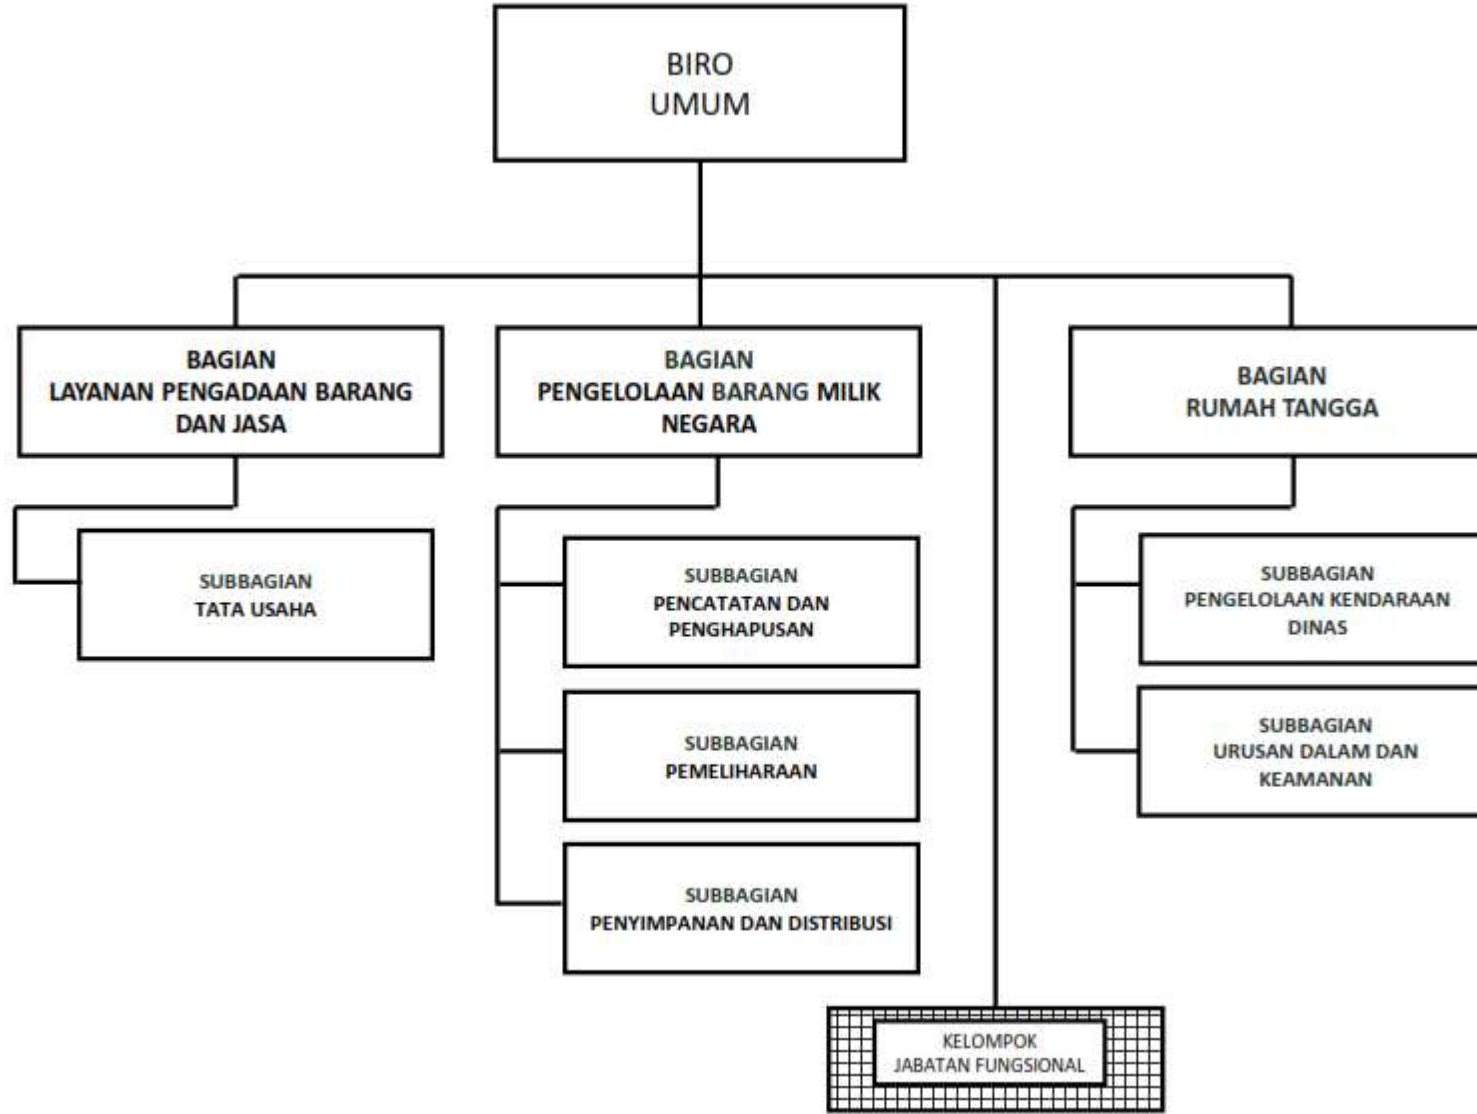 BIRO
UMUM
BAGIAN
LAYANAN PENGADAAN BARANG
DAN JASA
BAGIAN
PENGELOLAAN BARANG MILIK
NEGARA
BAGIAN
RUMAH TANGGA
SUBBAGIAN
TATA USAHA
SUBBAGIAN
PENCATATAN DAN
PENGHAPUSAN
SUBBAGIAN
PEMELIHARAAN
SUBBAGIAN
PENYIMPANAN DAN DISTRIBUSI
SUBBAGIAN
PENGELOLAAN KENDARAAN
DINAS
SUBBAGIAN
URUSAN DALAM DAN
KEAMANAN
KELOMPOK
JABATAN FUNGSIONAL